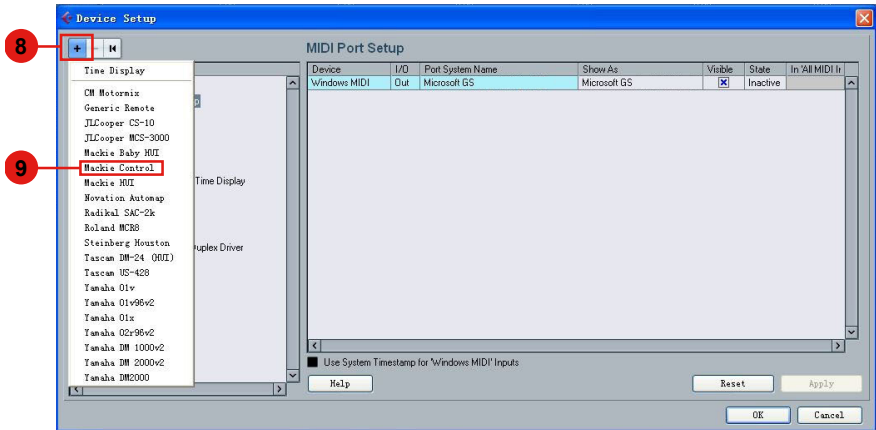 Device Setup
8
+ - |◀
MIDI Port Setup
Time Display
Device I/O Port System Name Show As Visible State In 'All MIDI Ir
Windows MIDI Out Microsoft GS Microsoft GS Inactive
CM Motormix
Generic Remote
JLCooper CS-10
JLCooper MCS-3000
Mackie Baby HUI
9
Mackie Control
Mackie HUI
Time Display
Novation Automap
Radikal SAC-2k
Roland MCR8
Steinberg Houston
uplex Driver
Tascam DM-24 (HUI)
Tascam US-428
Yamaha 01v
Yamaha 01v96v2
Yamaha 01x
Yamaha 02r96v2
Yamaha DM 1000v2
Yamaha DM 2000v2
Yamaha DM2000
Use System Timestamp for 'Windows MIDI' Inputs
Help Reset Apply
OK Cancel